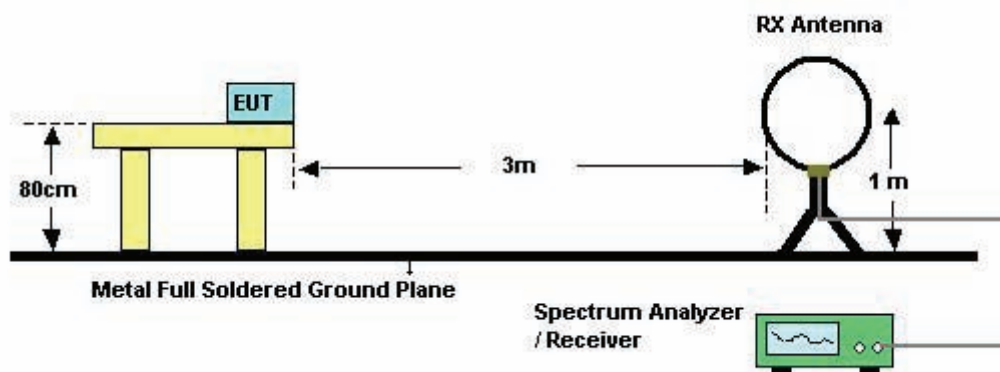 RX Antenna
EUT
80cm
3m
1 m
Metal Full Soldered Ground Plane
Spectrum Analyzer
/ Receiver